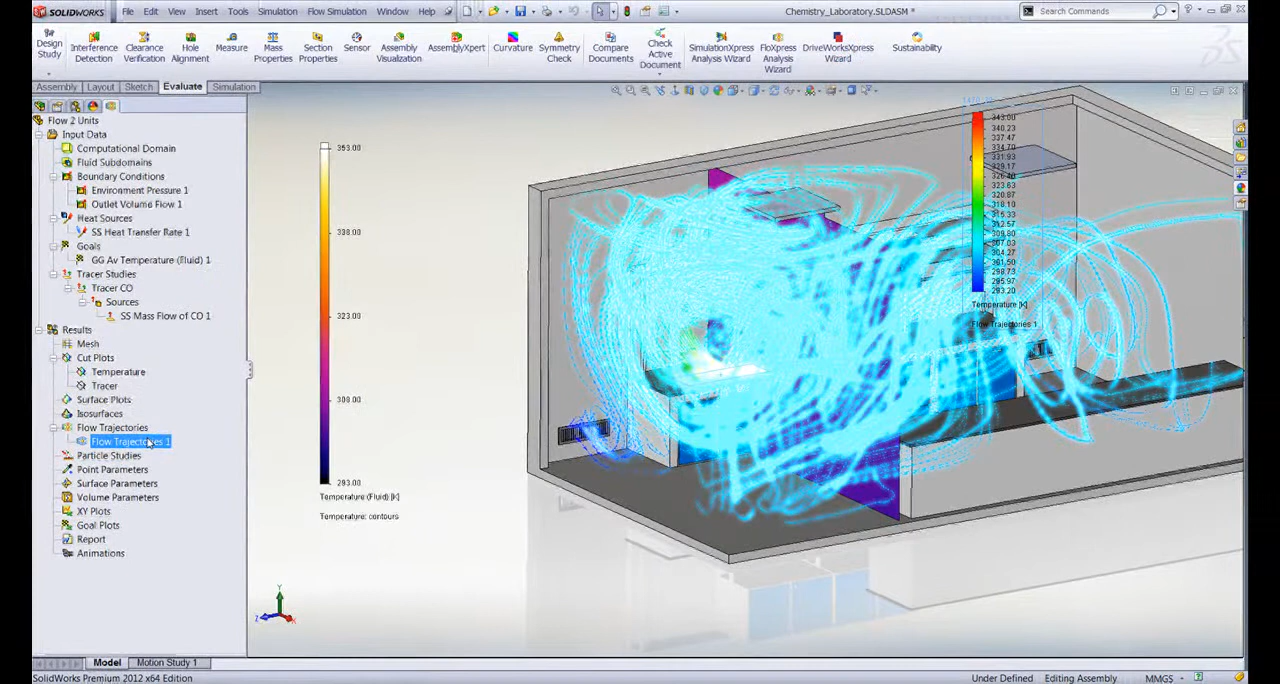 SOLIDWORKS File Edit View Insert Tools Simulation Flow Simulation Window Help Chemistry_Laboratory.SLDASM * Search Commands
Design Study Interference Detection Clearance Verification Hole Alignment Measure Mass Properties Section Properties Sensor Assembly Visualization AssemblyXpert Curvature Symmetry Check Compare Documents Check Active Document SimulationXpress Analysis Wizard FloXpress Analysis Wizard DriveWorksXpress Wizard Sustainability
Assembly Layout Sketch Evaluate Simulation
Flow 2 Units
Input Data
Computational Domain
Fluid Subdomains
Boundary Conditions
Environment Pressure 1
Outlet Volume Flow 1
Heat Sources
SS Heat Transfer Rate 1
Goals
GG Av Temperature (Fluid) 1
Tracer Studies
Tracer CO
Sources
SS Mass Flow of CO 1
Results
Mesh
Cut Plots
Temperature
Tracer
Surface Plots
Isosurfaces
Flow Trajectories
Flow Trajectories 1
Particle Studies
Point Parameters
Surface Parameters
Volume Parameters
XY Plots
Goal Plots
Report
Animations
353.00
338.00
323.00
309.00
293.00
Temperature (Fluid) [K]
Temperature: contours
343.00
340.23
337.47
334.70
331.93
329.17
326.40
323.63
320.87
318.10
315.33
312.57
309.80
307.03
304.27
301.50
298.73
295.97
293.20
Temperature [K]
Flow Trajectories 1
Y
Z
X
Model Motion Study 1
SolidWorks Premium 2012 x64 Edition Under Defined Editing Assembly MMGS